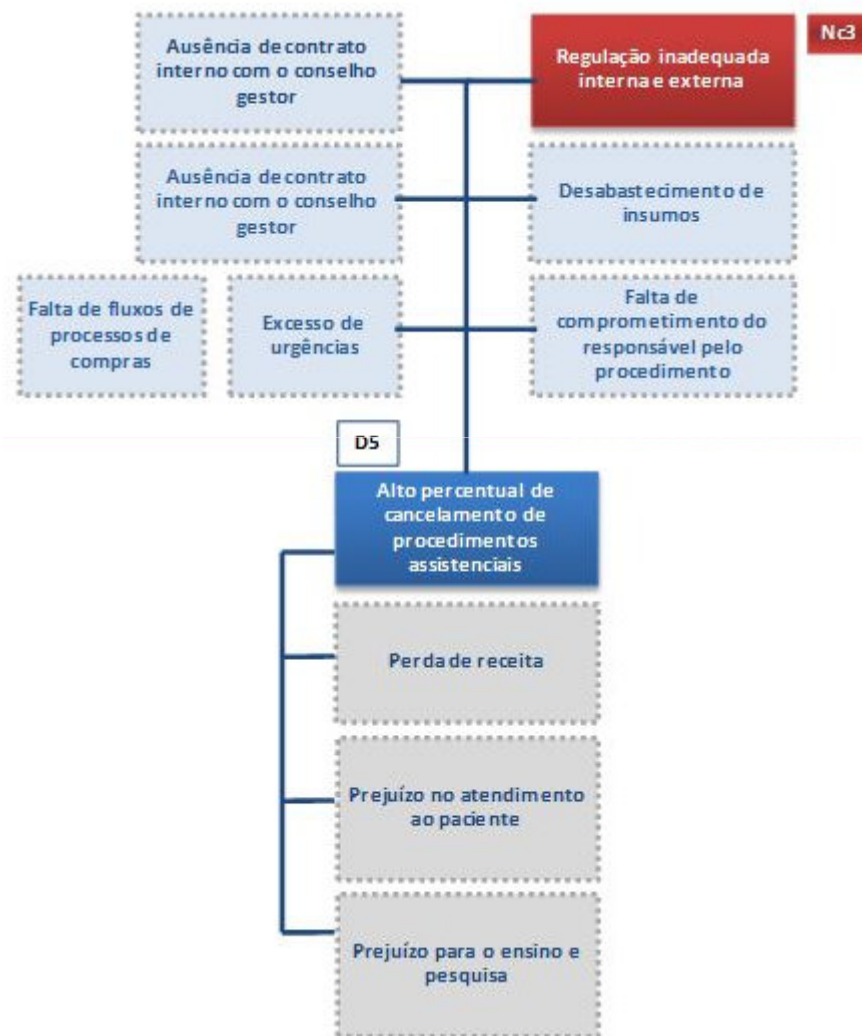 Ausência de contrato
interno com o conselho
gestor
Regulação inadequada
interna e externa
Nc3
Ausência de contrato
interno com o conselho
gestor
Desabastecimento de
insumos
Falta de fluxos de
processos de
compras
Excesso de
urgências
Falta de
comprometimento do
responsável pelo
procedimento
D5
Alto percentual de
cancelamento de
procedimentos
assistenciais
Perda de receita
Prejuízo no atendimento
ao paciente
Prejuízo para o ensino e
pesquisa